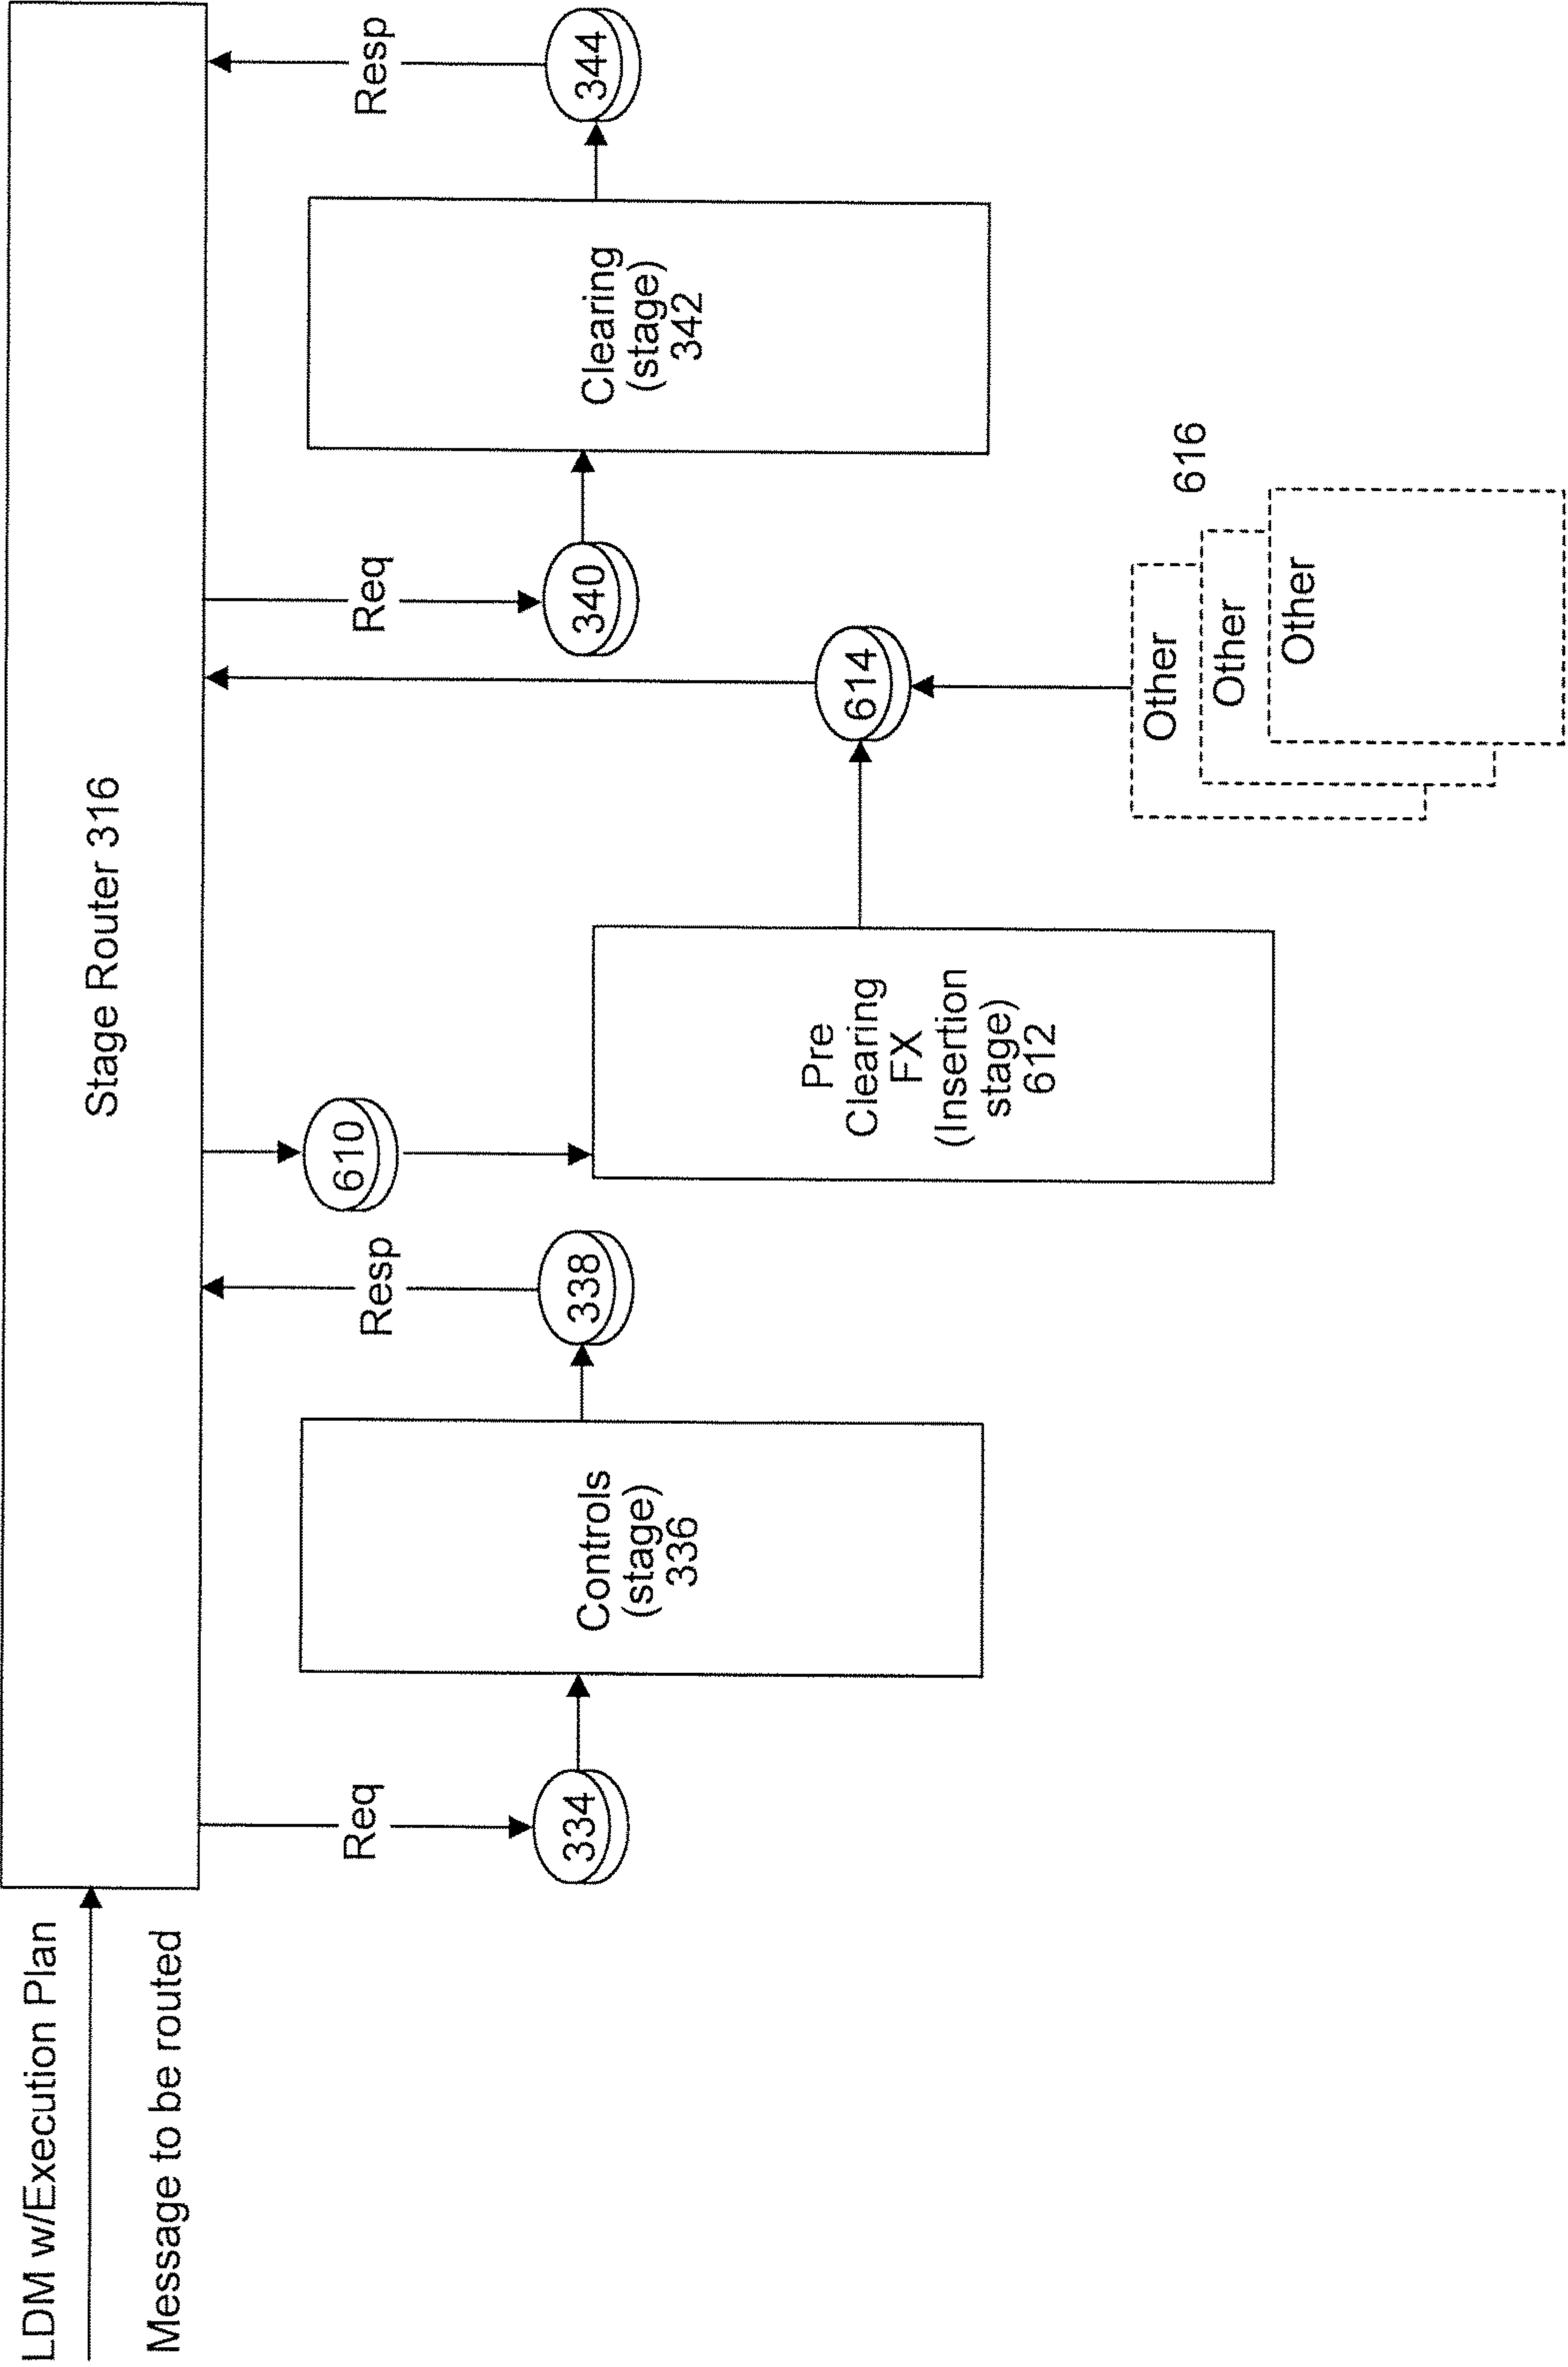 LDM w/Execution Plan
Message to be routed
Stage Router 316
Req
334
Controls
(stage)
336
338
Resp
610
Pre
Clearing
FX
(Insertion
stage)
612
614
Other
Other
Other
616
Req
340
Clearing
(stage)
342
344
Resp